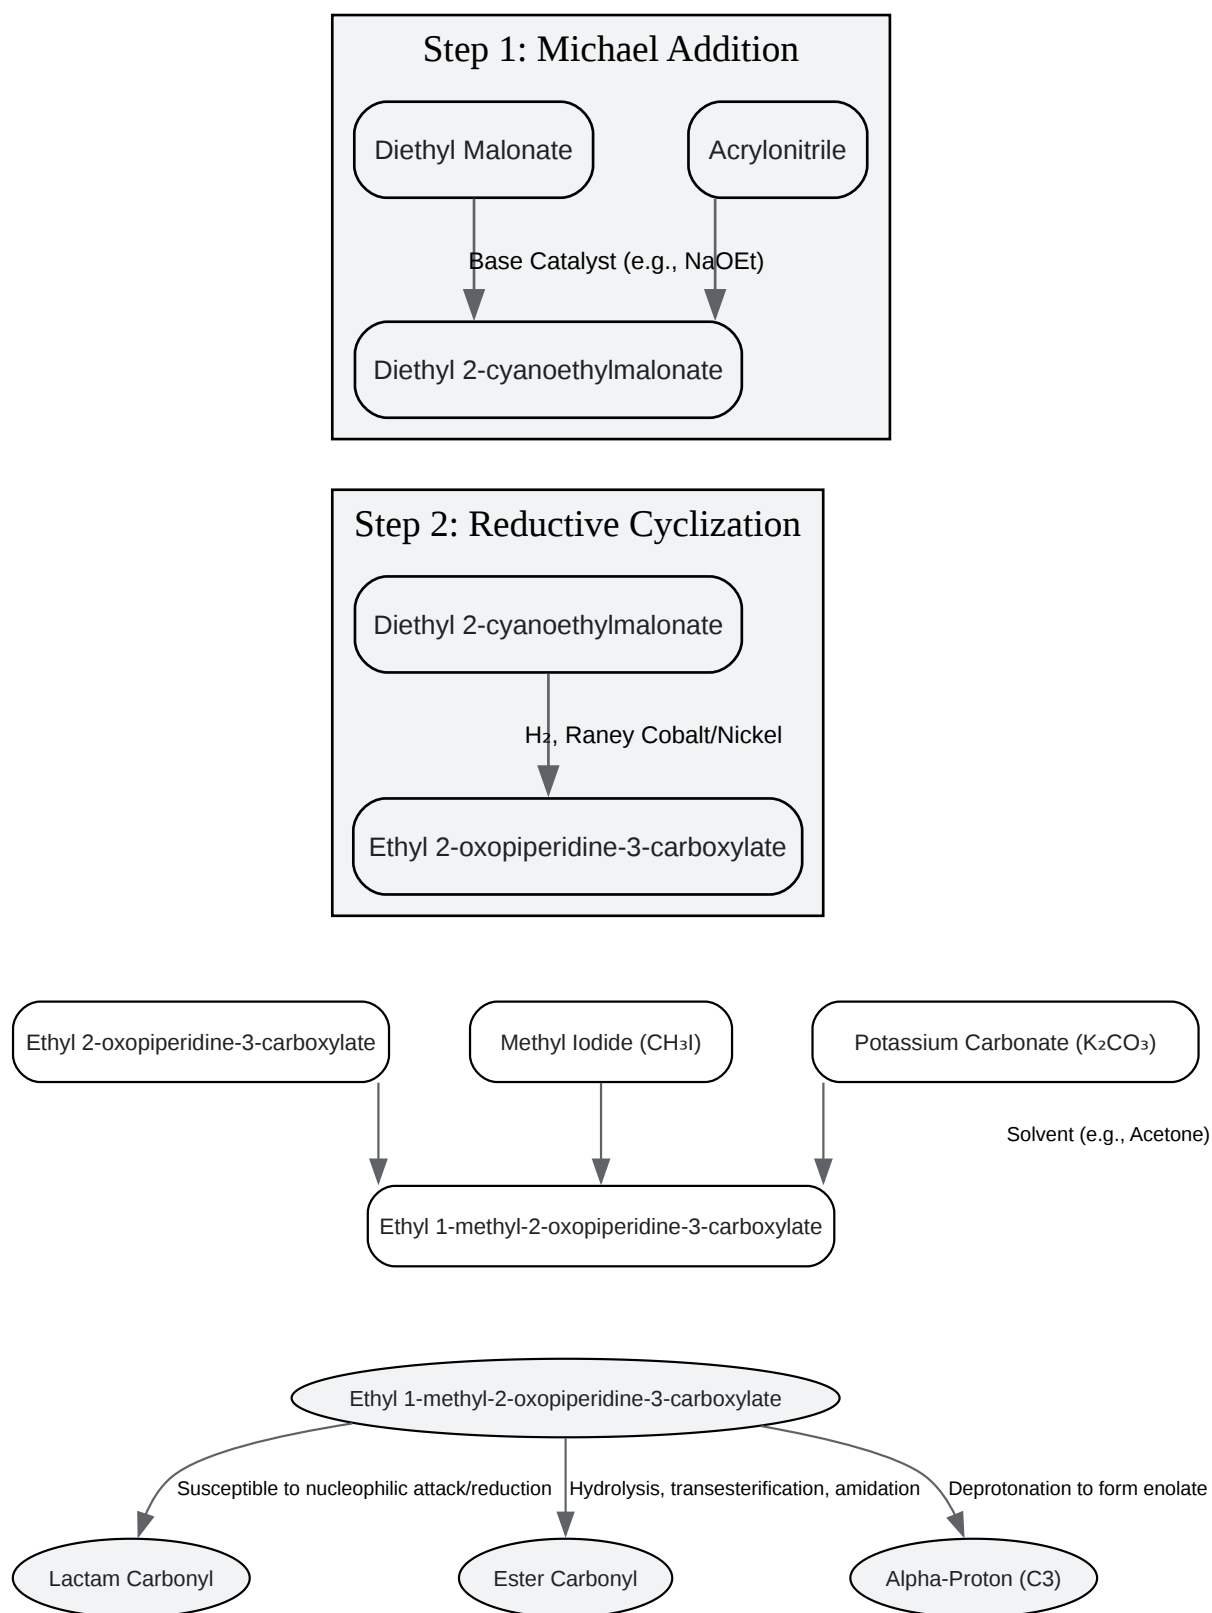 Step 1: Michael Addition
Diethyl Malonate
Acrylonitrile
Base Catalyst (e.g., NaOEt)
Diethyl 2-cyanoethylmalonate
Step 2: Reductive Cyclization
Diethyl 2-cyanoethylmalonate
H₂, Raney Cobalt/Nickel
Ethyl 2-oxopiperidine-3-carboxylate
Ethyl 2-oxopiperidine-3-carboxylate
Methyl Iodide (CH₃I)
Potassium Carbonate (K₂CO₃)
Solvent (e.g., Acetone)
Ethyl 1-methyl-2-oxopiperidine-3-carboxylate
Ethyl 1-methyl-2-oxopiperidine-3-carboxylate
Susceptible to nucleophilic attack/reduction
Hydrolysis, transesterification, amidation
Deprotonation to form enolate
Lactam Carbonyl
Ester Carbonyl
Alpha-Proton (C3)